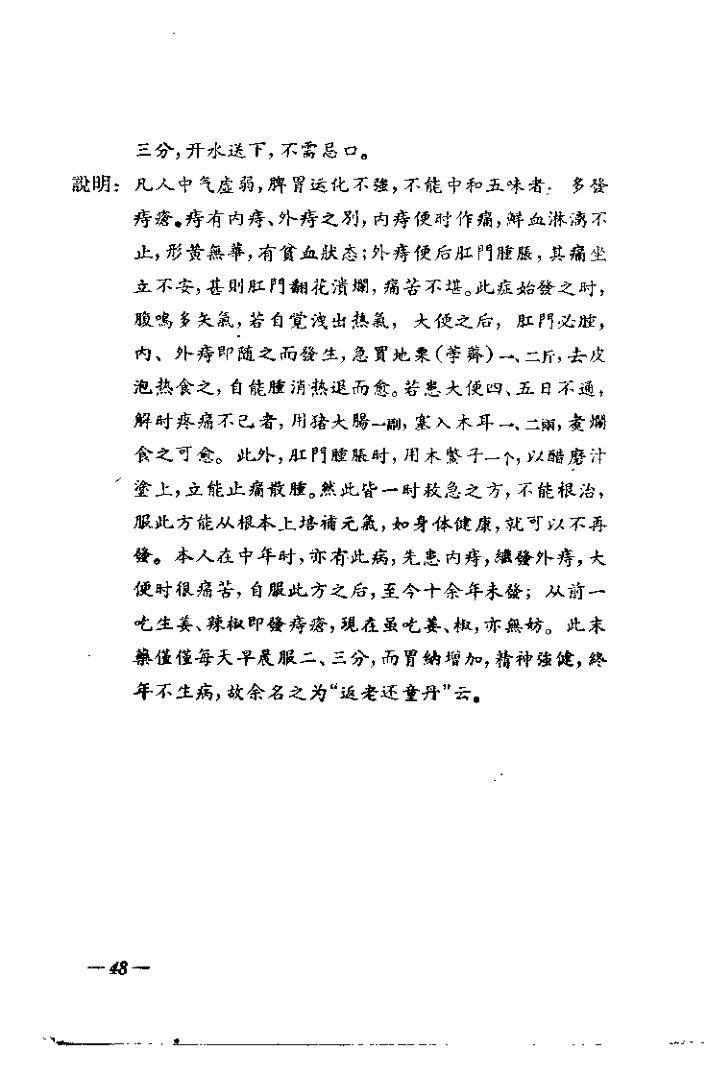 三分,开水送下,不需忌口。
說明：凡人中气虛弱,脾胃运化不強,不能中和五味者, 多發
痔瘡。痔有内痔、外痔之別,内痔便时作痛,鮮血淋漓不
止,形黄無華,有貧血狀态;外痔便后肛門腫脹,其痛坐
立不安,甚則肛門翻花潰爛,痛苦不堪。此症始發之时,
腹鳴多矢氣,若自覚洩出热氣, 大便之后, 肛門必腫,
内、外痔即随之而發生,急買地栗(荸薺)一、二斤,去皮
泡热食之,自能腫消热退而愈。若患大便四、五日不通,
解时疼痛不已者,用猪大腸一副,塞入木耳一、二兩,煮爛
食之可愈。此外,肛門腫脹时,用木鱉子一个,以醋磨汁
塗上,立能止痛散腫。然此皆一时救急之方,不能根治,
服此方能从根本上培補元氣,如身体健康,就可以不再
發。本人在中年时,亦有此病,先患内痔,繼發外痔,大
便时很痛苦,自服此方之后,至今十余年未發; 从前一
吃生姜、辣椒即發痔瘡,現在虽吃姜、椒,亦無妨。此末
藥僅僅每天早晨服二、三分,而胃納增加,精神強健,終
年不生病,故余名之为“返老还童丹”云。
—48—